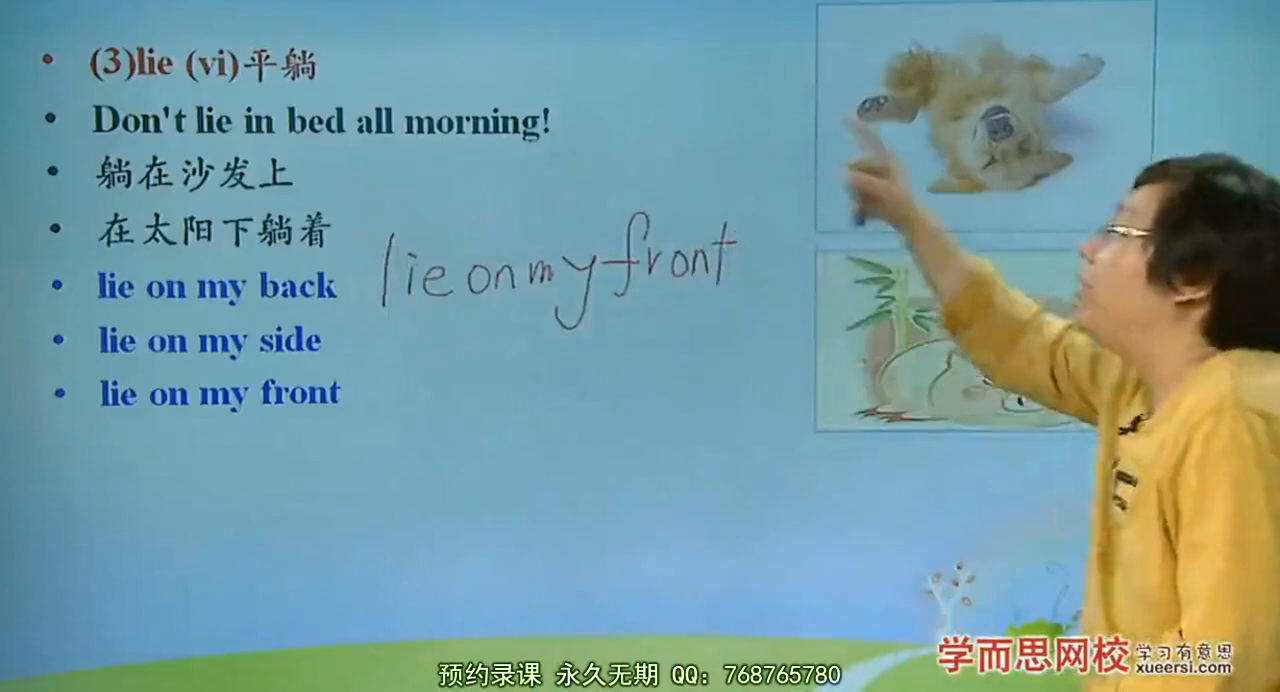 (3)lie (vi)平躺
Don't lie in bed all morning!
躺在沙发上
在太阳下躺着
lie on my back
lie on my side
lie on my front
lie on my front
学而思网校 学习有意思
xueersi.com
预约录课 永久无期 QQ：768765780